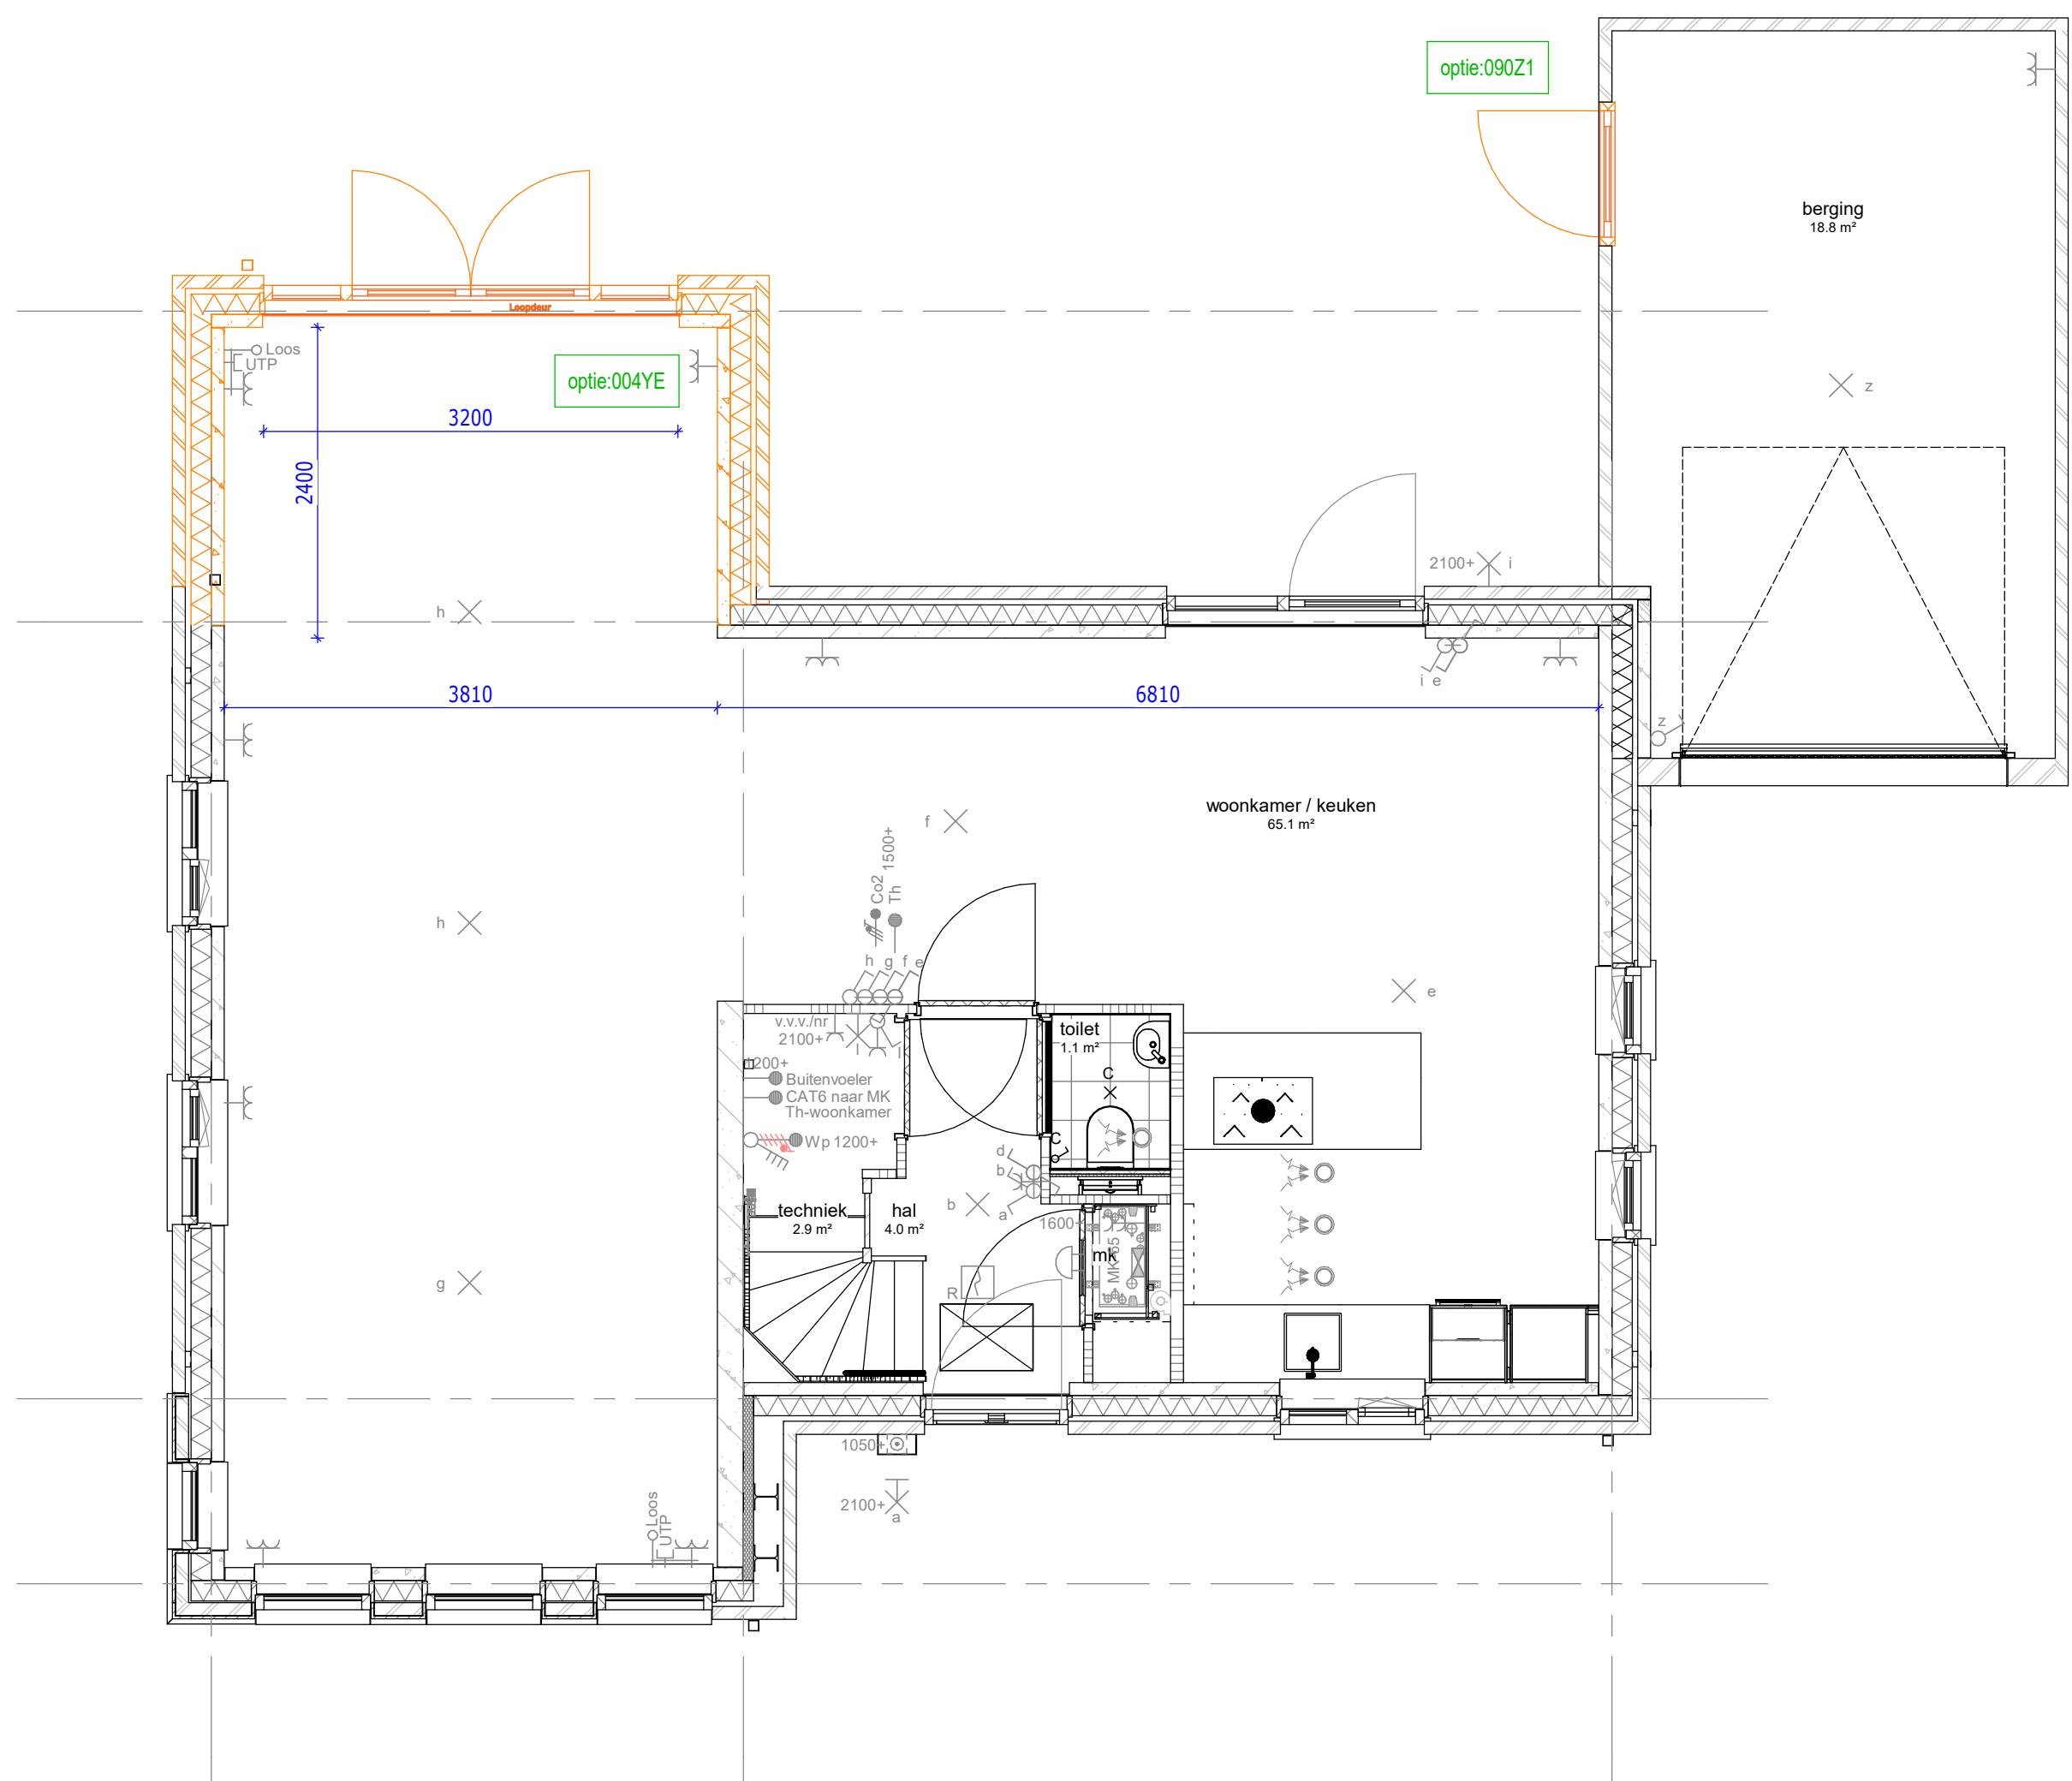 optie:090Z1
berging
18.8 m²
Loopdeur
Loos
UTP
optie:004YE
3200
2400
z
2100+
i
h
i e
3810
6810
z
woonkamer / keuken
65.1 m²
f
1500+
Co2
Th
h
h g f e
e
v.v.v./nr
2100+
toilet
1.1 m²
1200+
Buitenvoeler
CAT6 naar MK
Th-woonkamer
C
Wp 1200+
C
d
b
a
b
techniek
2.9 m²
hal
4.0 m²
1600+
mk
g
R
1050+
Loos
UTP
2100+
a